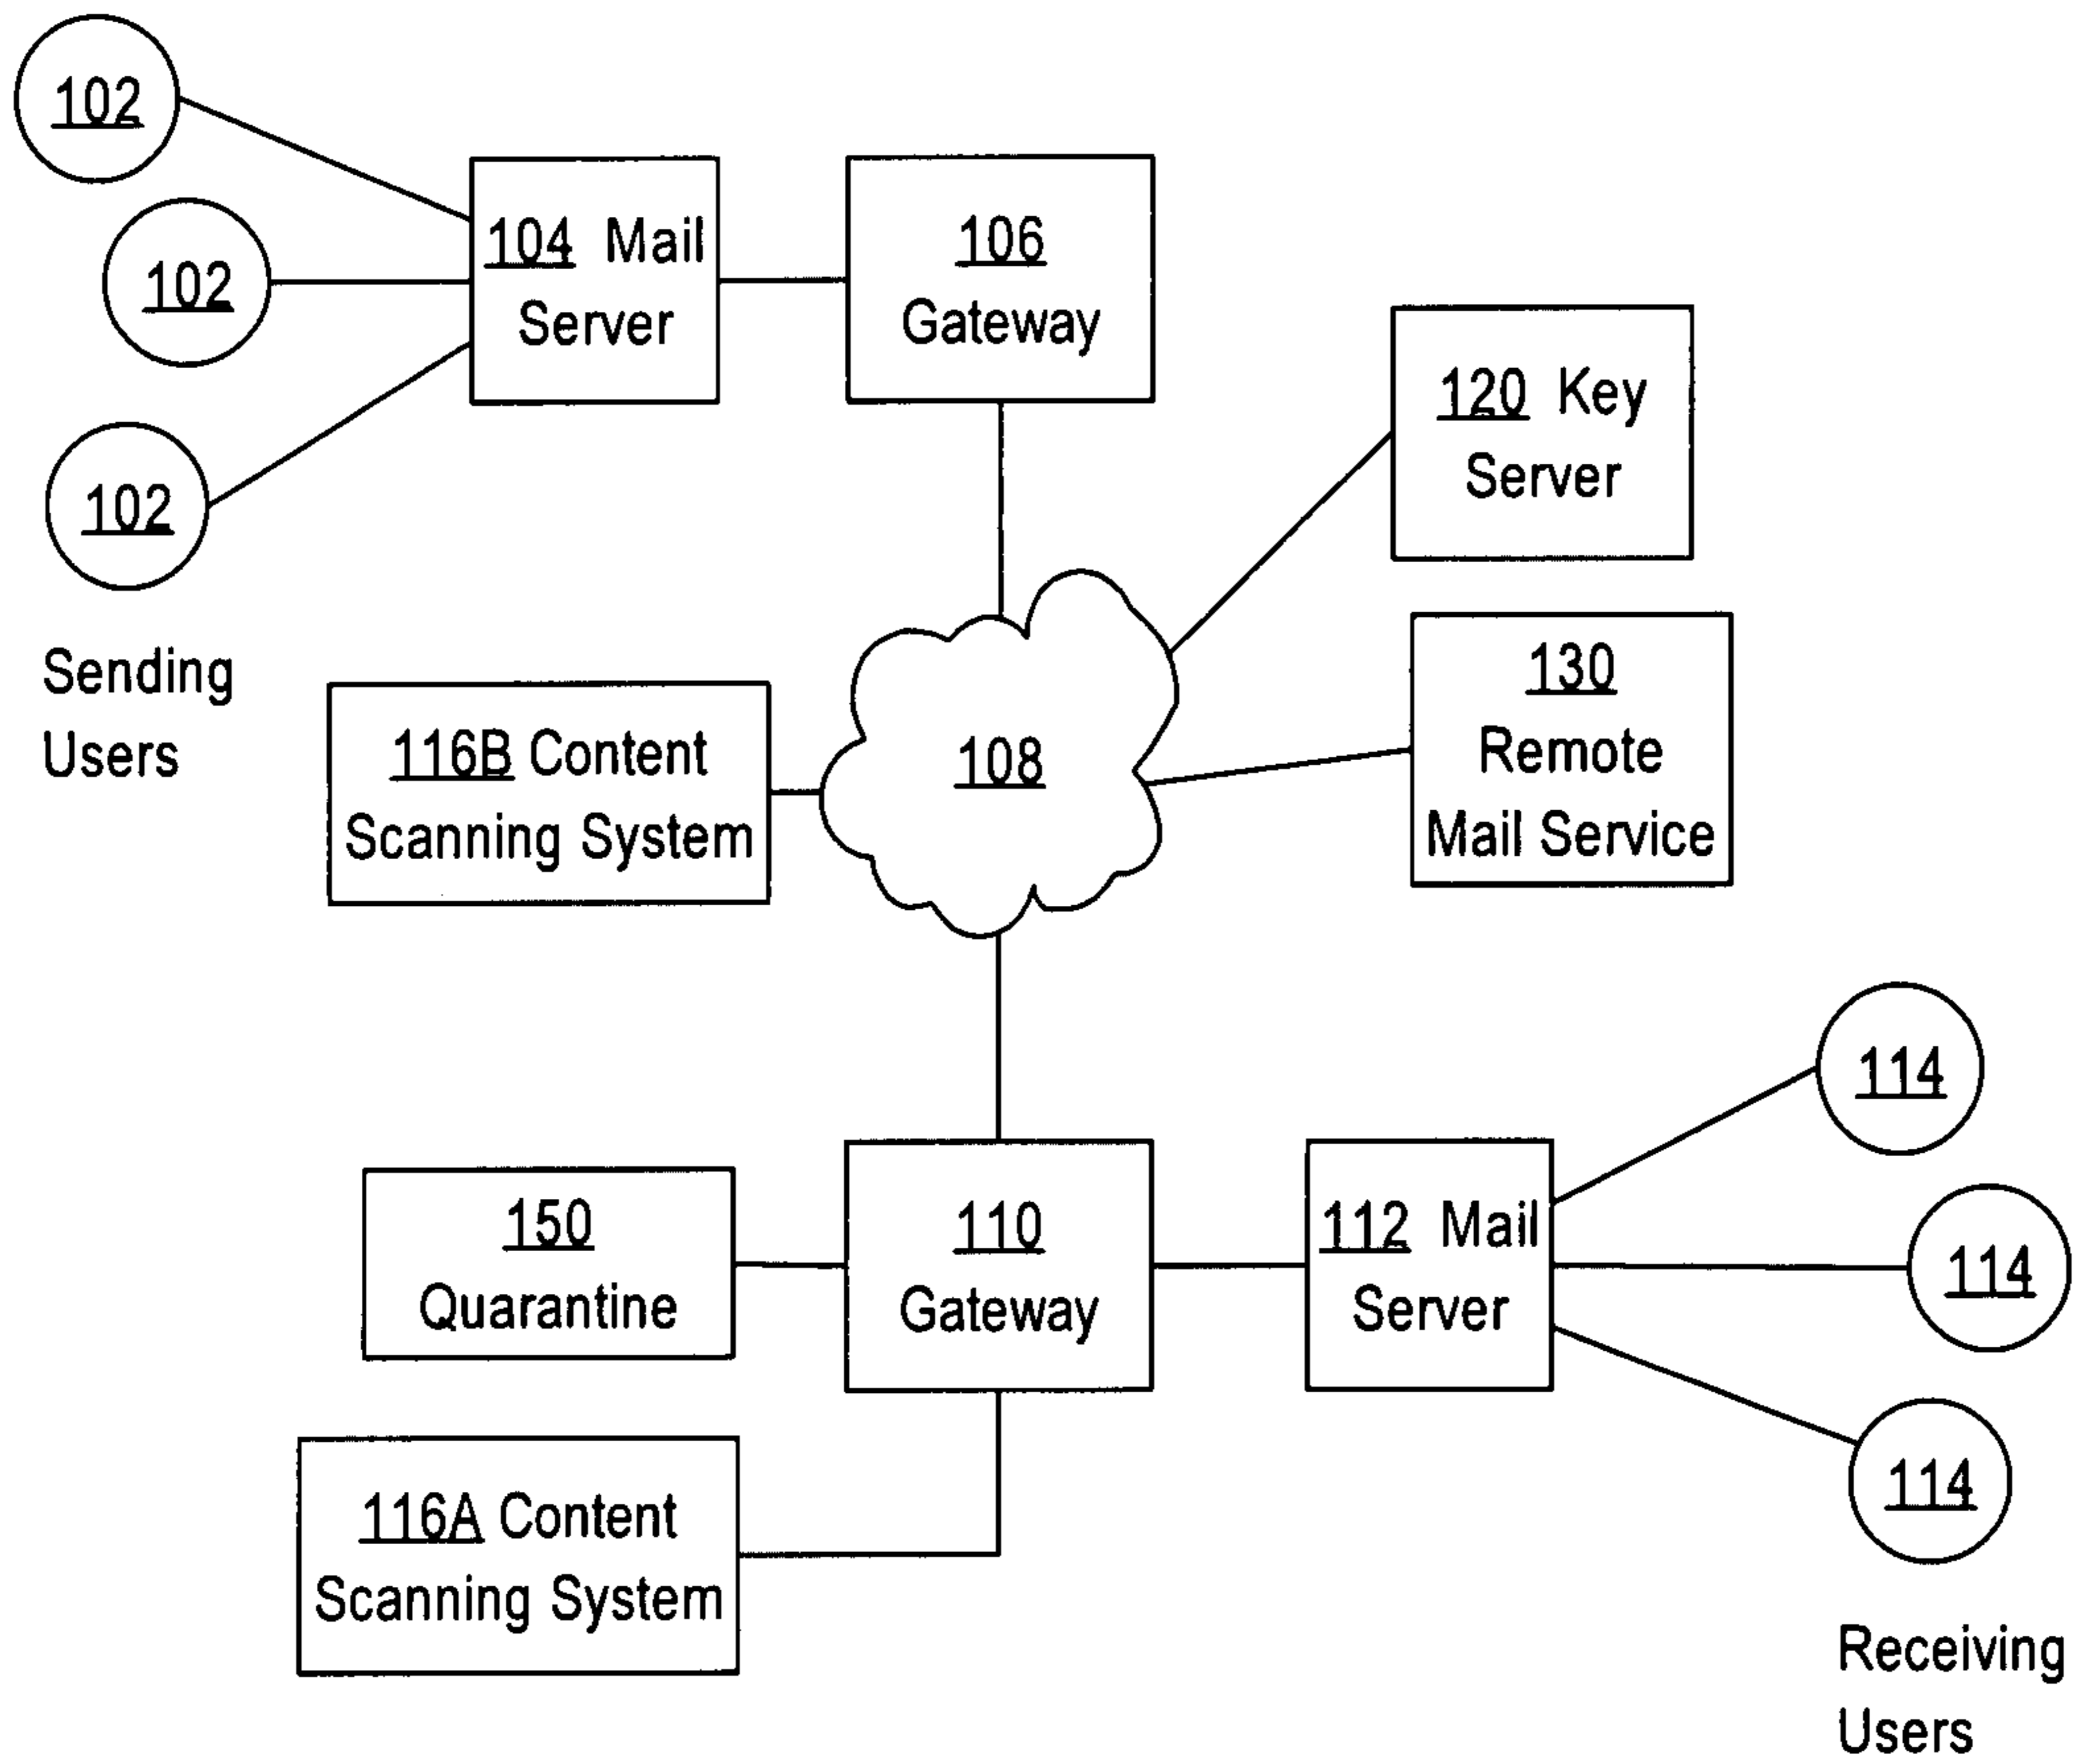 102
102
102
Sending
Users
104 Mail
Server
106
Gateway
120 Key
Server
130
Remote
Mail Service
116B Content
Scanning System
108
150
Quarantine
110
Gateway
112 Mail
Server
114
114
114
116A Content
Scanning System
Receiving
Users